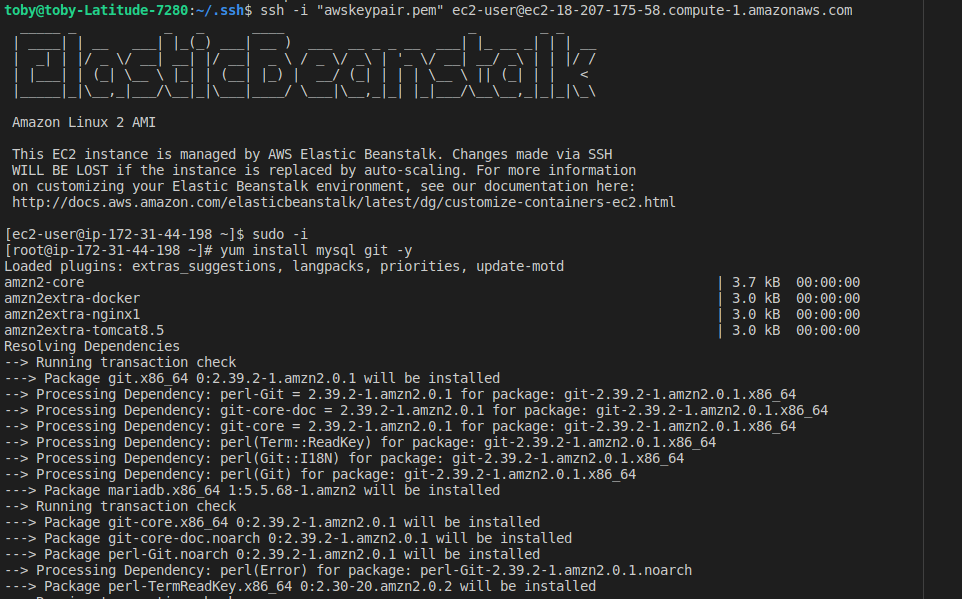 toby@toby-Latitude-7280:~/.ssh$ ssh -i "awskeypair.pem" ec2-user@ec2-18-207-175-58.compute-1.amazonaws.com
ElasticBeanstalk
Amazon Linux 2 AMI
This EC2 instance is managed by AWS Elastic Beanstalk. Changes made via SSH
WILL BE LOST if the instance is replaced by auto-scaling. For more information
on customizing your Elastic Beanstalk environment, see our documentation here:
http://docs.aws.amazon.com/elasticbeanstalk/latest/dg/customize-containers-ec2.html
[ec2-user@ip-172-31-44-198 ~]$ sudo -i
[root@ip-172-31-44-198 ~]# yum install mysql git -y
Loaded plugins: extras_suggestions, langpacks, priorities, update-motd
amzn2-core | 3.7 kB 00:00:00
amzn2extra-docker | 3.0 kB 00:00:00
amzn2extra-nginx1 | 3.0 kB 00:00:00
amzn2extra-tomcat8.5 | 3.0 kB 00:00:00
Resolving Dependencies
--> Running transaction check
---> Package git.x86_64 0:2.39.2-1.amzn2.0.1 will be installed
--> Processing Dependency: perl-Git = 2.39.2-1.amzn2.0.1 for package: git-2.39.2-1.amzn2.0.1.x86_64
--> Processing Dependency: git-core-doc = 2.39.2-1.amzn2.0.1 for package: git-2.39.2-1.amzn2.0.1.x86_64
--> Processing Dependency: git-core = 2.39.2-1.amzn2.0.1 for package: git-2.39.2-1.amzn2.0.1.x86_64
--> Processing Dependency: perl(Term::ReadKey) for package: git-2.39.2-1.amzn2.0.1.x86_64
--> Processing Dependency: perl(Git::I18N) for package: git-2.39.2-1.amzn2.0.1.x86_64
--> Processing Dependency: perl(Git) for package: git-2.39.2-1.amzn2.0.1.x86_64
---> Package mariadb.x86_64 1:5.5.68-1.amzn2 will be installed
--> Running transaction check
---> Package git-core.x86_64 0:2.39.2-1.amzn2.0.1 will be installed
---> Package git-core-doc.noarch 0:2.39.2-1.amzn2.0.1 will be installed
---> Package perl-Git.noarch 0:2.39.2-1.amzn2.0.1 will be installed
--> Processing Dependency: perl(Error) for package: perl-Git-2.39.2-1.amzn2.0.1.noarch
---> Package perl-TermReadKey.x86_64 0:2.30-20.amzn2.0.2 will be installed